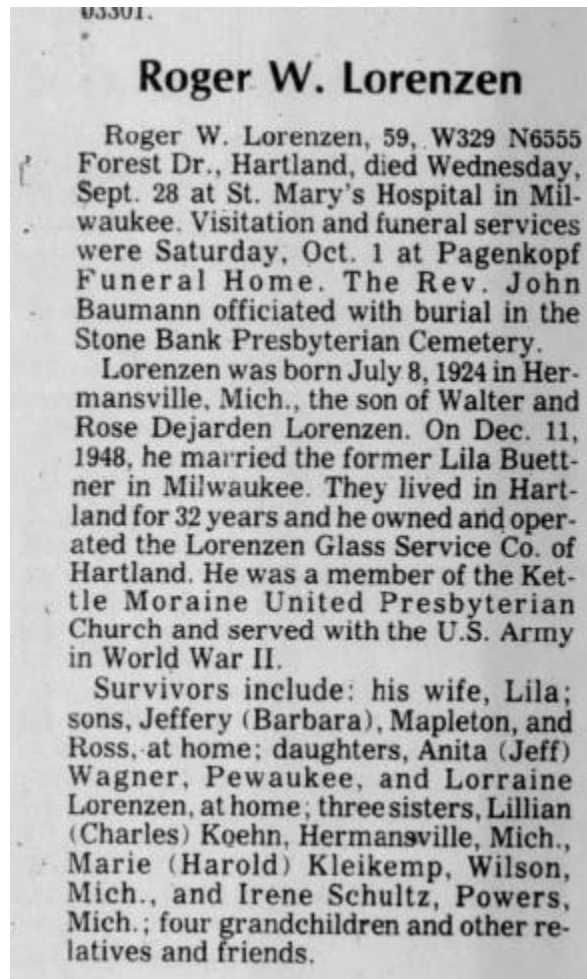 03301.
Roger W. Lorenzen
Roger W. Lorenzen, 59, W329 N6555
Forest Dr., Hartland, died Wednesday,
Sept. 28 at St. Mary's Hospital in Mil-
waukee. Visitation and funeral services
were Saturday, Oct. 1 at Pagenkopf
Funeral Home. The Rev. John
Baumann officiated with burial in the
Stone Bank Presbyterian Cemetery.
Lorenzen was born July 8, 1924 in Her-
mansville, Mich., the son of Walter and
Rose Dejarden Lorenzen. On Dec. 11,
1948, he married the former Lila Buett-
ner in Milwaukee. They lived in Hart-
land for 32 years and he owned and oper-
ated the Lorenzen Glass Service Co. of
Hartland. He was a member of the Ket-
tle Moraine United Presbyterian
Church and served with the U.S. Army
in World War II.
Survivors include: his wife, Lila;
sons, Jeffery (Barbara), Mapleton, and
Ross, at home; daughters, Anita (Jeff)
Wagner, Pewaukee, and Lorraine
Lorenzen, at home; three sisters, Lillian
(Charles) Koehn, Hermansville, Mich.,
Marie (Harold) Kleikemp, Wilson,
Mich., and Irene Schultz, Powers,
Mich.; four grandchildren and other re-
latives and friends.